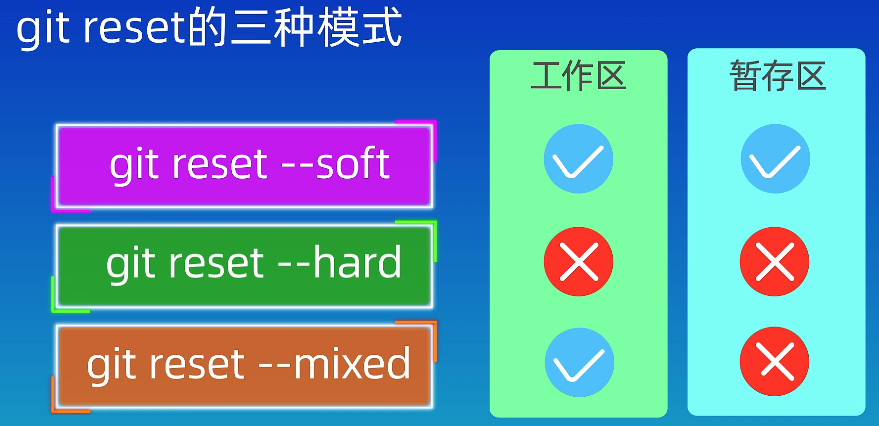 git reset的三种模式
工作区
暂存区
git reset --soft
git reset --hard
git reset --mixed